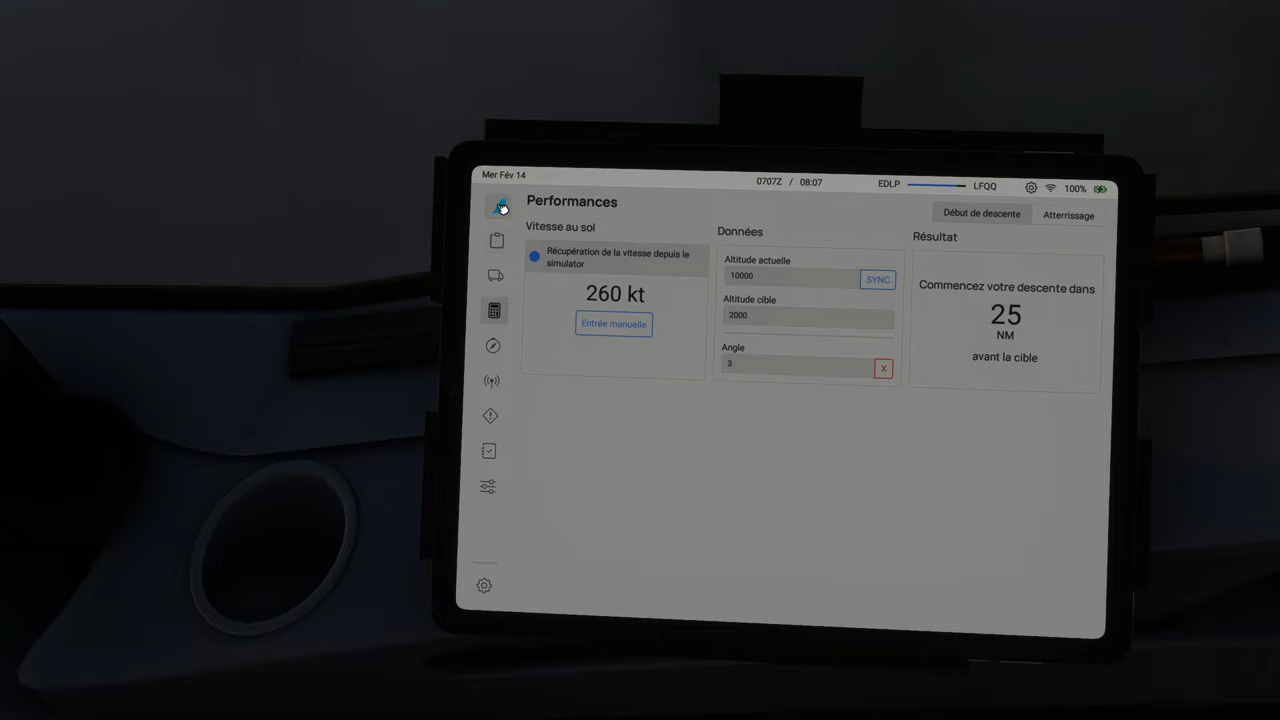 Mer Fév 14
0707Z / 08:07
EDLP
LFQQ
100%
Performances
Début de descente
Atterrissage
Vitesse au sol
Récupération de la vitesse depuis le
simulator
260 kt
Entrée manuelle
Données
Altitude actuelle
10000
SYNC
Altitude cible
2000
Angle
3
X
Résultat
Commencez votre descente dans
25
NM
avant la cible